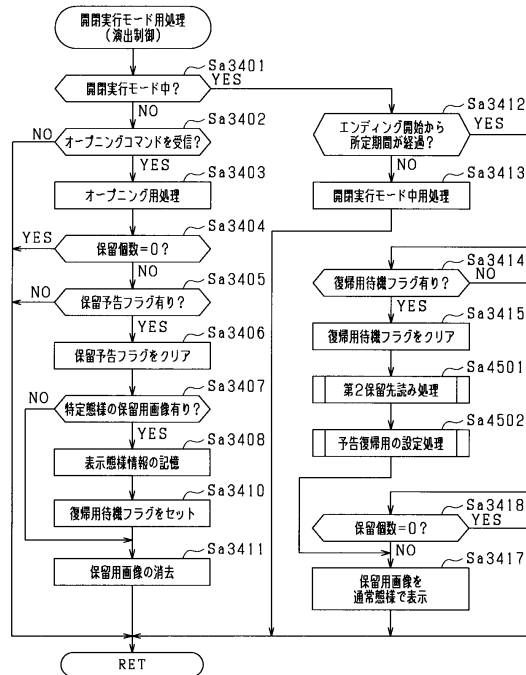 開閉実行モード用処理
(演出制御)
Sa3401
開閉実行モード中?
YES
NO
Sa3402
NO
オープニングコマンドを受信?
YES
Sa3403
オープニング用処理
Sa3404
YES
保留個数=0?
NO
Sa3405
NO
保留予告フラグ有り?
YES
Sa3406
保留予告フラグをクリア
Sa3407
NO
特定態様の保留用画像有り?
YES
Sa3408
表示態様情報の記憶
Sa3410
復帰用待機フラグをセット
Sa3411
保留用画像の消去
RET
Sa3412
エンディング開始から
所定期間が経過?
YES
NO
Sa3413
開閉実行モード中用処理
Sa3414
復帰用待機フラグ有り?
NO
YES
Sa3415
復帰用待機フラグをクリア
Sa4501
第2保留先読み処理
Sa4502
予告復帰用の設定処理
Sa3418
保留個数=0?
YES
NO
Sa3417
保留用画像を
通常態様で表示